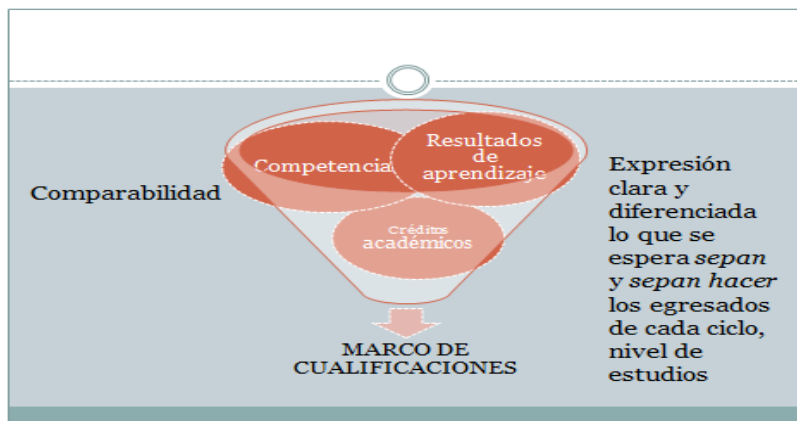 Comparabilidad
Competencia
Resultados
de
aprendizaje
Créditos
académicos
MARCO DE
CUALIFICACIONES
Expresión
clara y
diferenciada
lo que se
espera sepan
y sepan hacer
los egresados
de cada ciclo,
nivel de
estudios